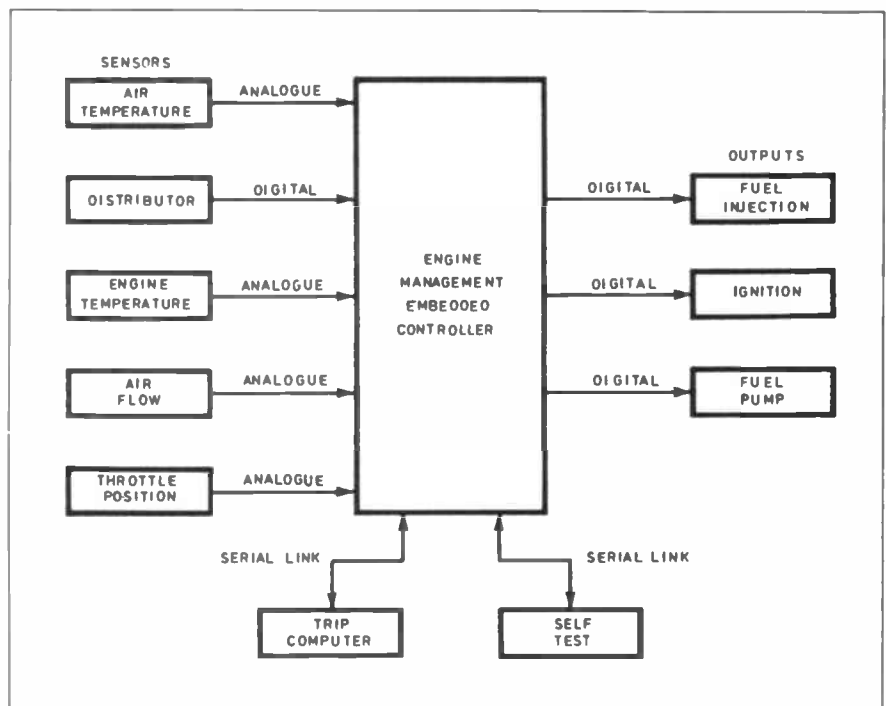 SENSORS
AIR
TEMPERATURE
ANALOGUE
DISTRIBUTOR
DIGITAL
ENGINE
TEMPERATURE
ANALOGUE
AIR
FLOW
ANALOGUE
THROTTLE
POSITION
ANALOGUE
ENGINE
MANAGEMENT
EMBEDDED
CONTROLLER
OUTPUTS
DIGITAL
FUEL
INJECTION
DIGITAL
IGNITION
DIGITAL
FUEL
PUMP
SERIAL LINK
TRIP
COMPUTER
SERIAL LINK
SELF
TEST